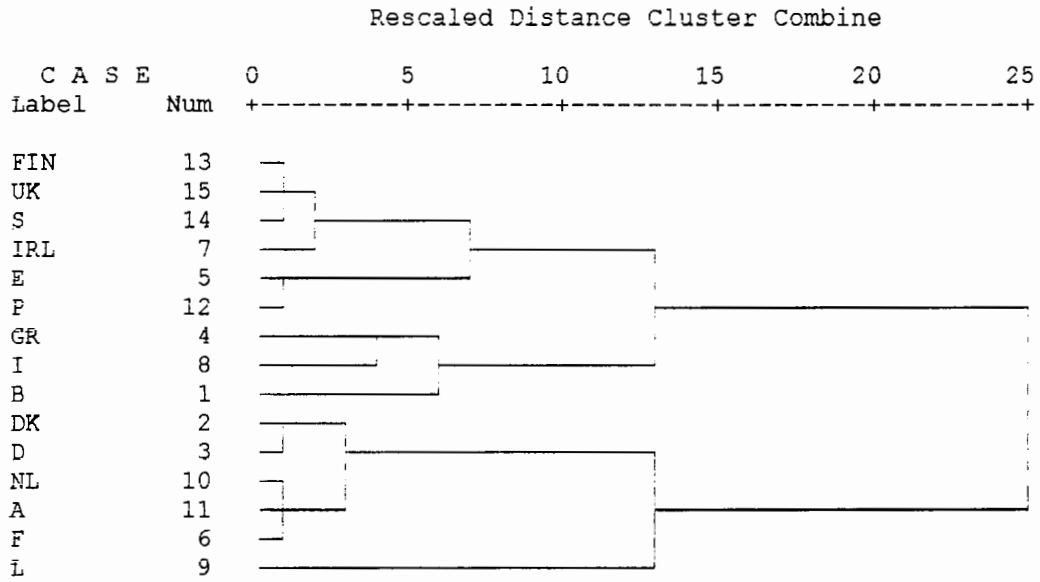 Rescaled Distance Cluster Combine
C A S E 0 5 10 15 20 25
Label Num +---------+---------+---------+---------+---------+
FIN 13
UK 15
S 14
IRL 7
E 5
P 12
GR 4
I 8
B 1
DK 2
D 3
NL 10
A 11
F 6
L 9